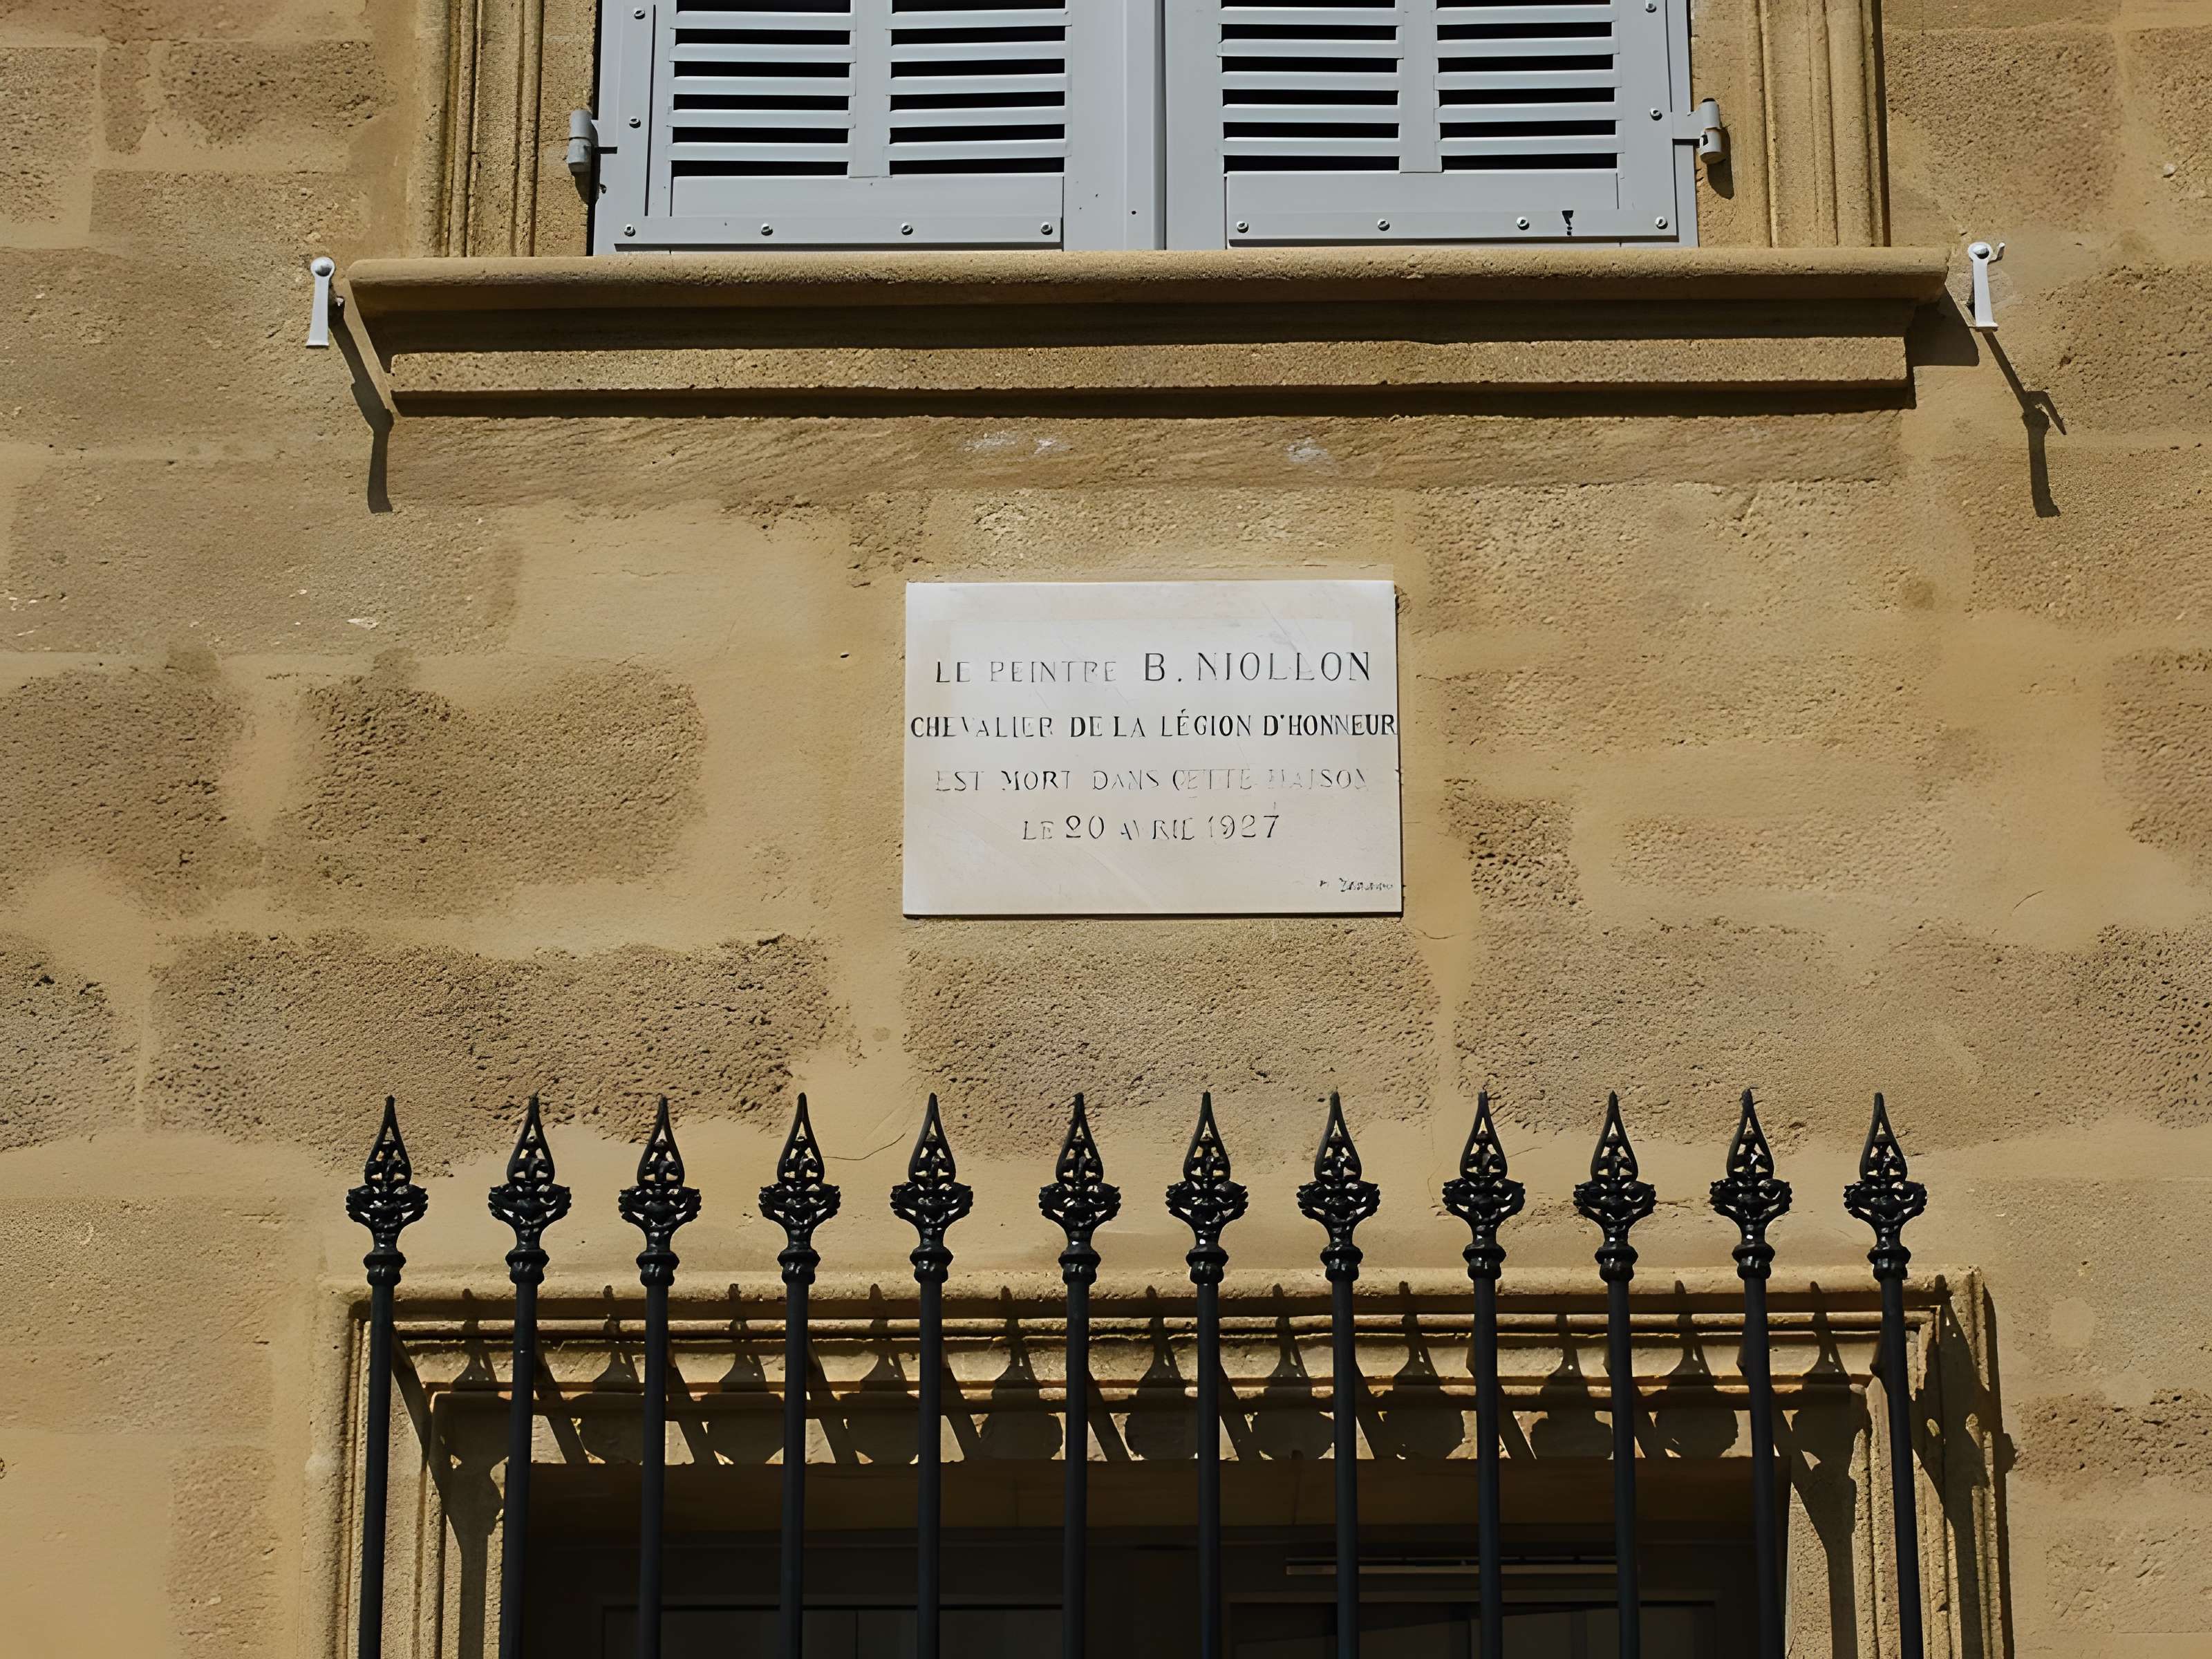 LE PEINTRE B. NIOLLON
CHEVALIER DE LA LÉGION D'HONNEUR
EST MORT DANS CETTE MAISON
LE 20 AVRIL 1927